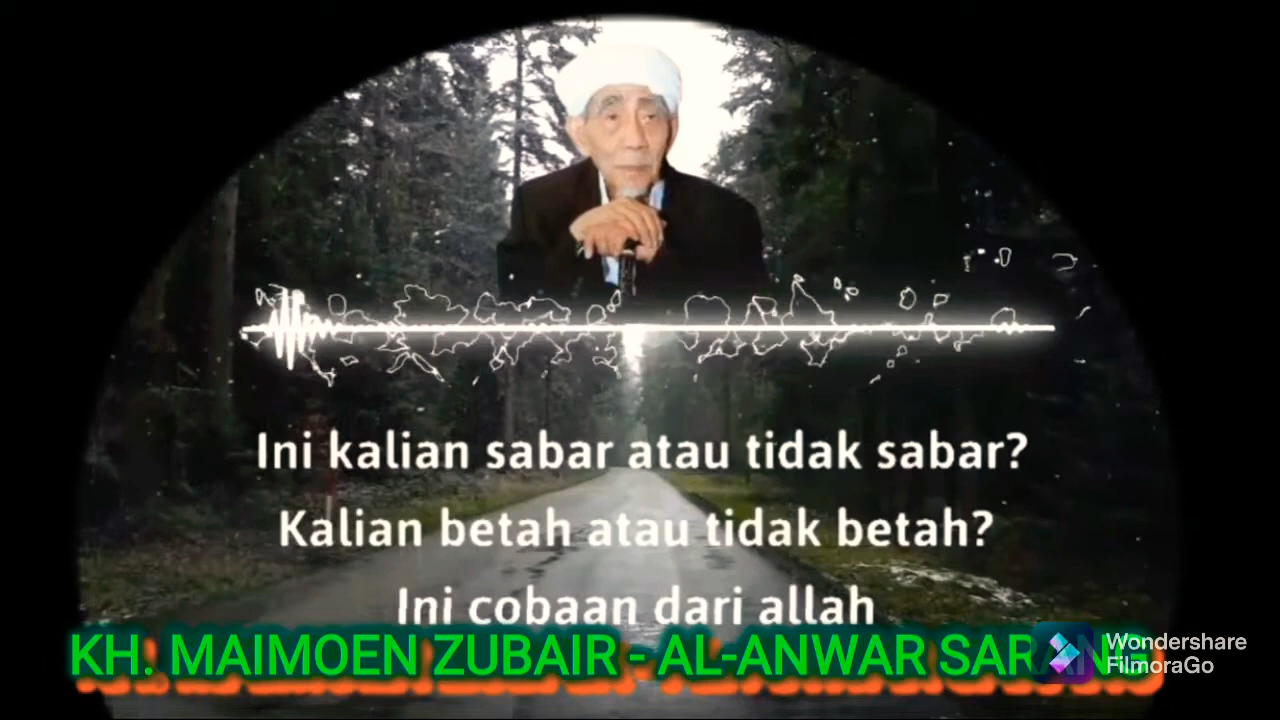 Ini kalian sabar atau tidak sabar?
Kalian betah atau tidak betah?
Ini cobaan dari allah
KH. MAIMOEN ZUBAIR - AL-ANWAR SARANG
Wondershare
FilmoraGo